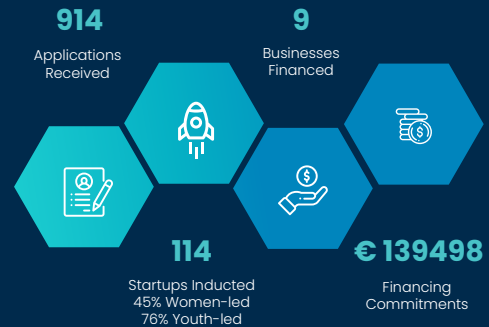 914
Applications
Received
9
Businesses
Financed
114
Startups Inducted
45% Women-led
76% Youth-led
€ 139498
Financing
Commitments